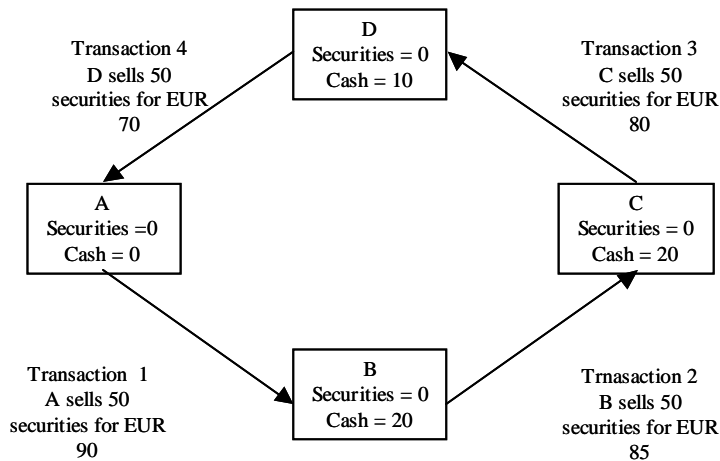 D
Securities = 0
Cash = 10
Transaction 4
D sells 50
securities for EUR
70
Transaction 3
C sells 50
securities for EUR
80
A
Securities =0
Cash = 0
C
Securities = 0
Cash = 20
B
Securities = 0
Cash = 20
Transaction 1
A sells 50
securities for EUR
90
Trnasaction 2
B sells 50
securities for EUR
85